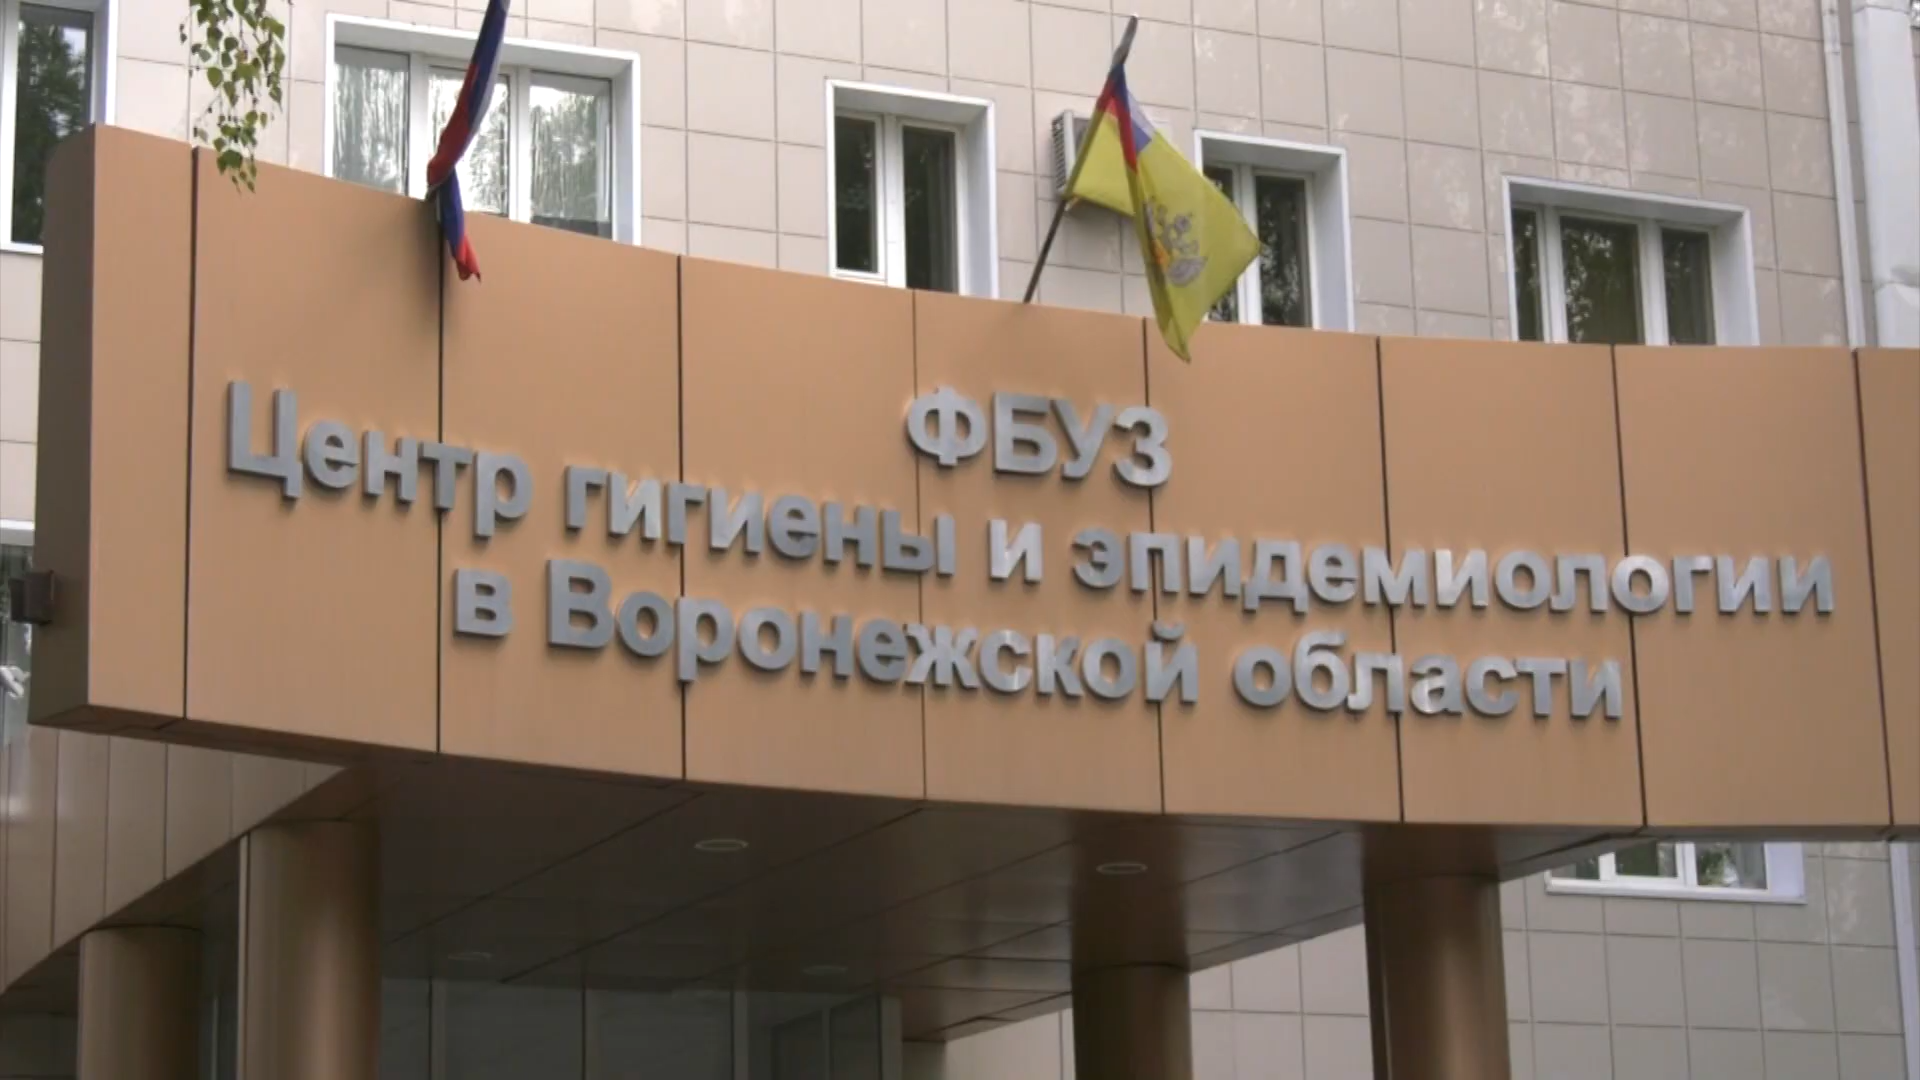 ФБУЗ
Центр гигиены и эпидемиологии
в Воронежской области